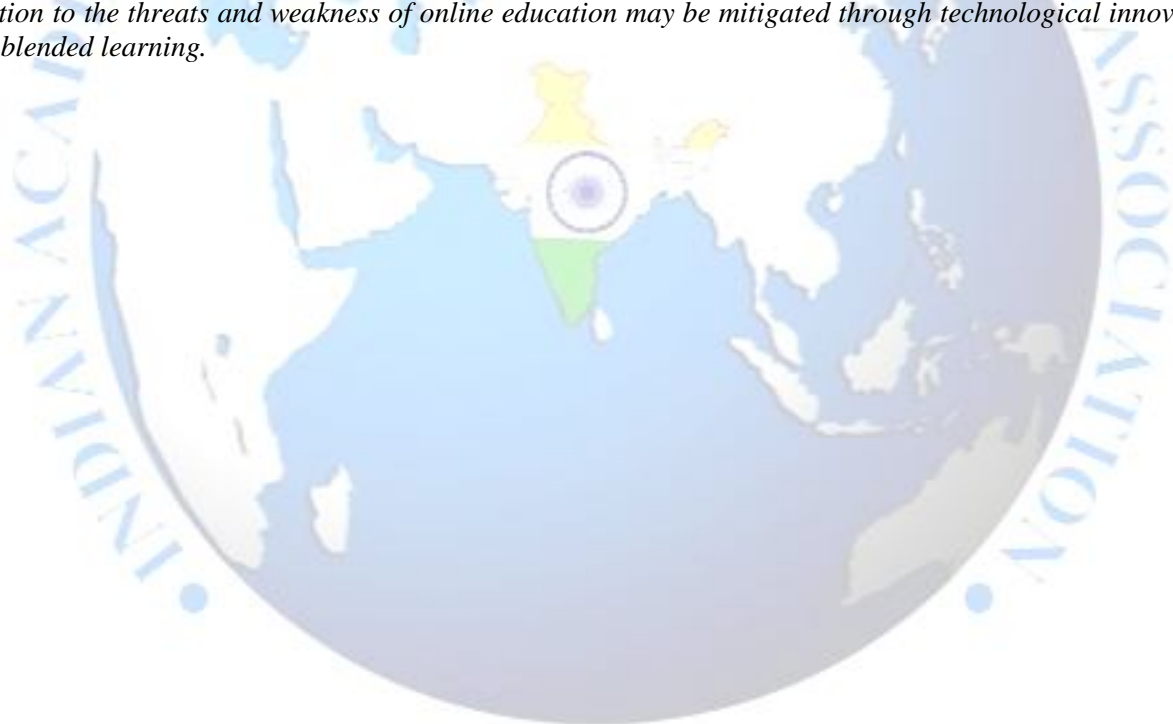 tion to the threats and weakness of online education may be mitigated through technological innov
blended learning.
INDIAN ACAD
ASSOCIATION